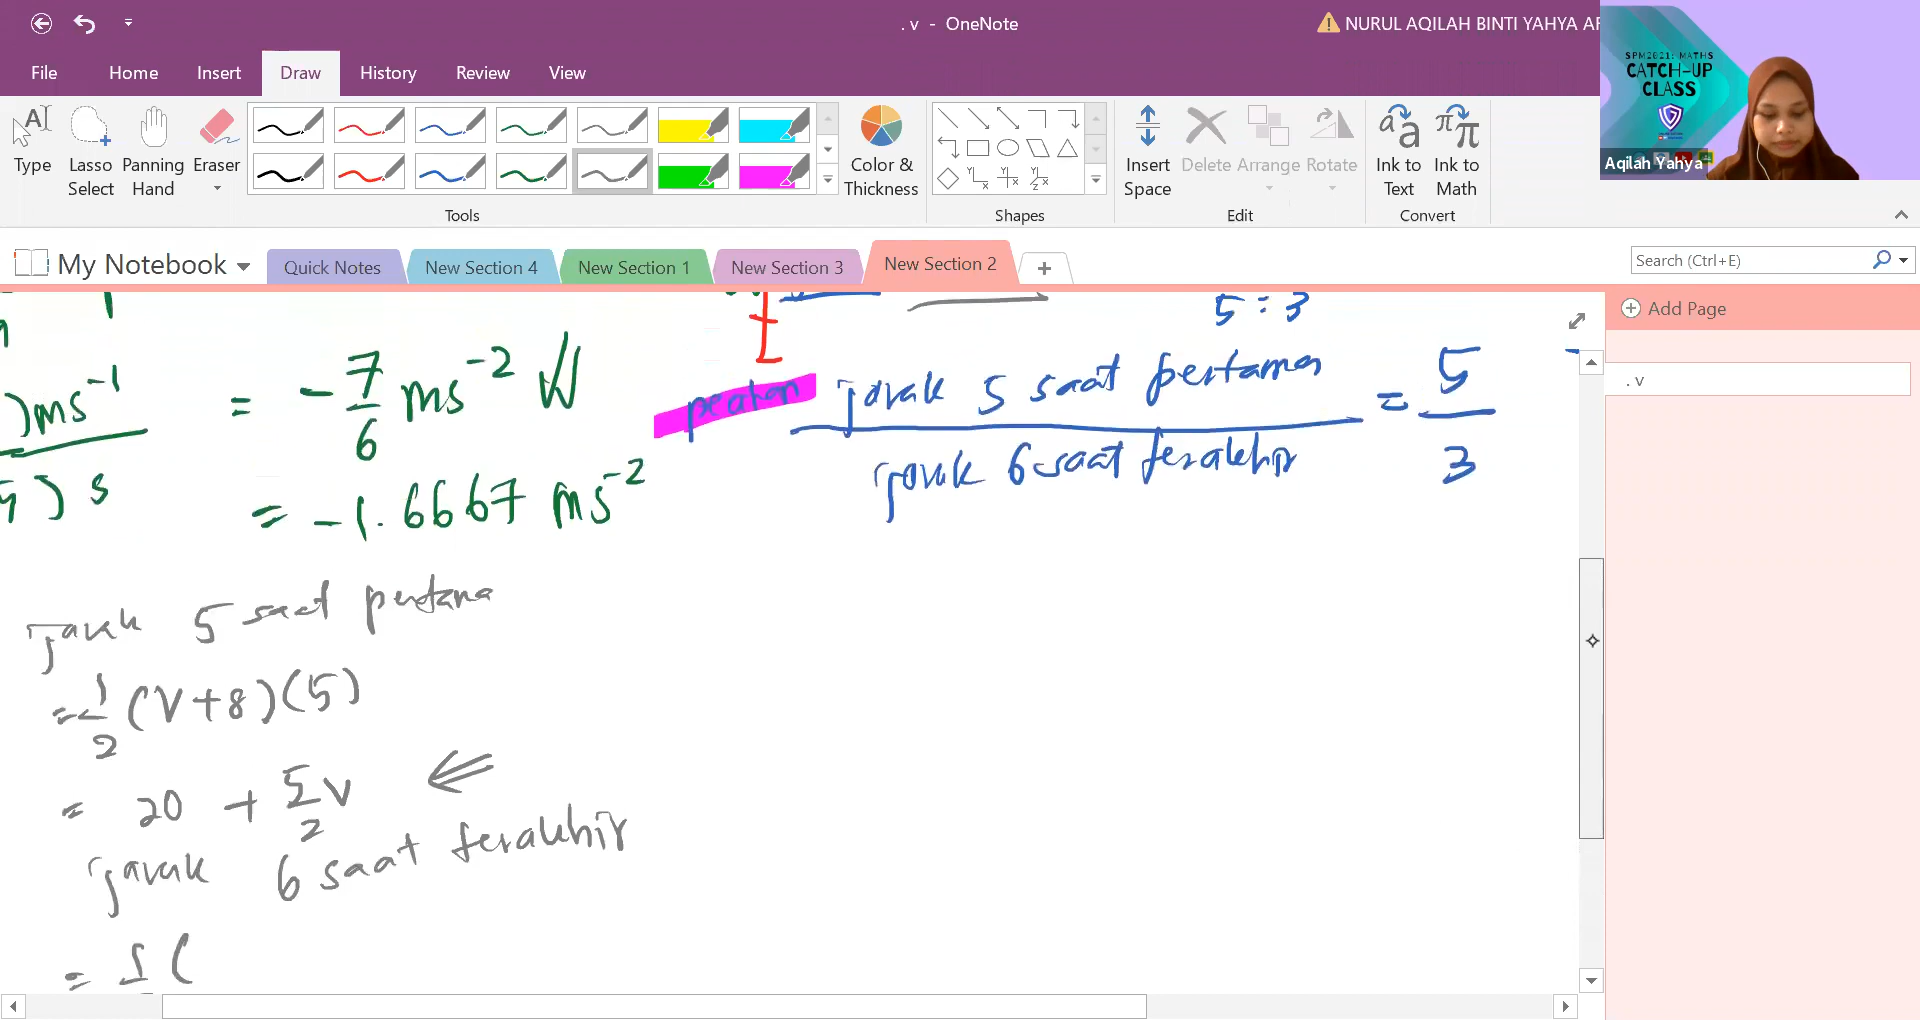 . v - OneNote
NURUL AQILAH BINTI YAHYA AF
File Home Insert Draw History Review View
Type Lasso Select Panning Hand Eraser
Color & Thickness
Insert Space Delete Arrange Rotate
Ink to Text Ink to Math
Tools Shapes Edit Convert
SPM2021: MATHS
CATCH-UP
CLASS
Aqilah Yahya
My Notebook Quick Notes New Section 4 New Section 1 New Section 3 New Section 2 +
Search (Ctrl+E)
Add Page
. v
5 : 3
)ms⁻¹
) s
= -7/6 ms⁻²
= -1.6667 ms⁻²
pecahan jarak 5 saat pertama / jarak 6 saat terakhir = 5/3
jarak 5 saat pertama
= 1/2 (V+8)(5)
= 20 + 5/2 V
jarak 6 saat terakhir
= 1 (